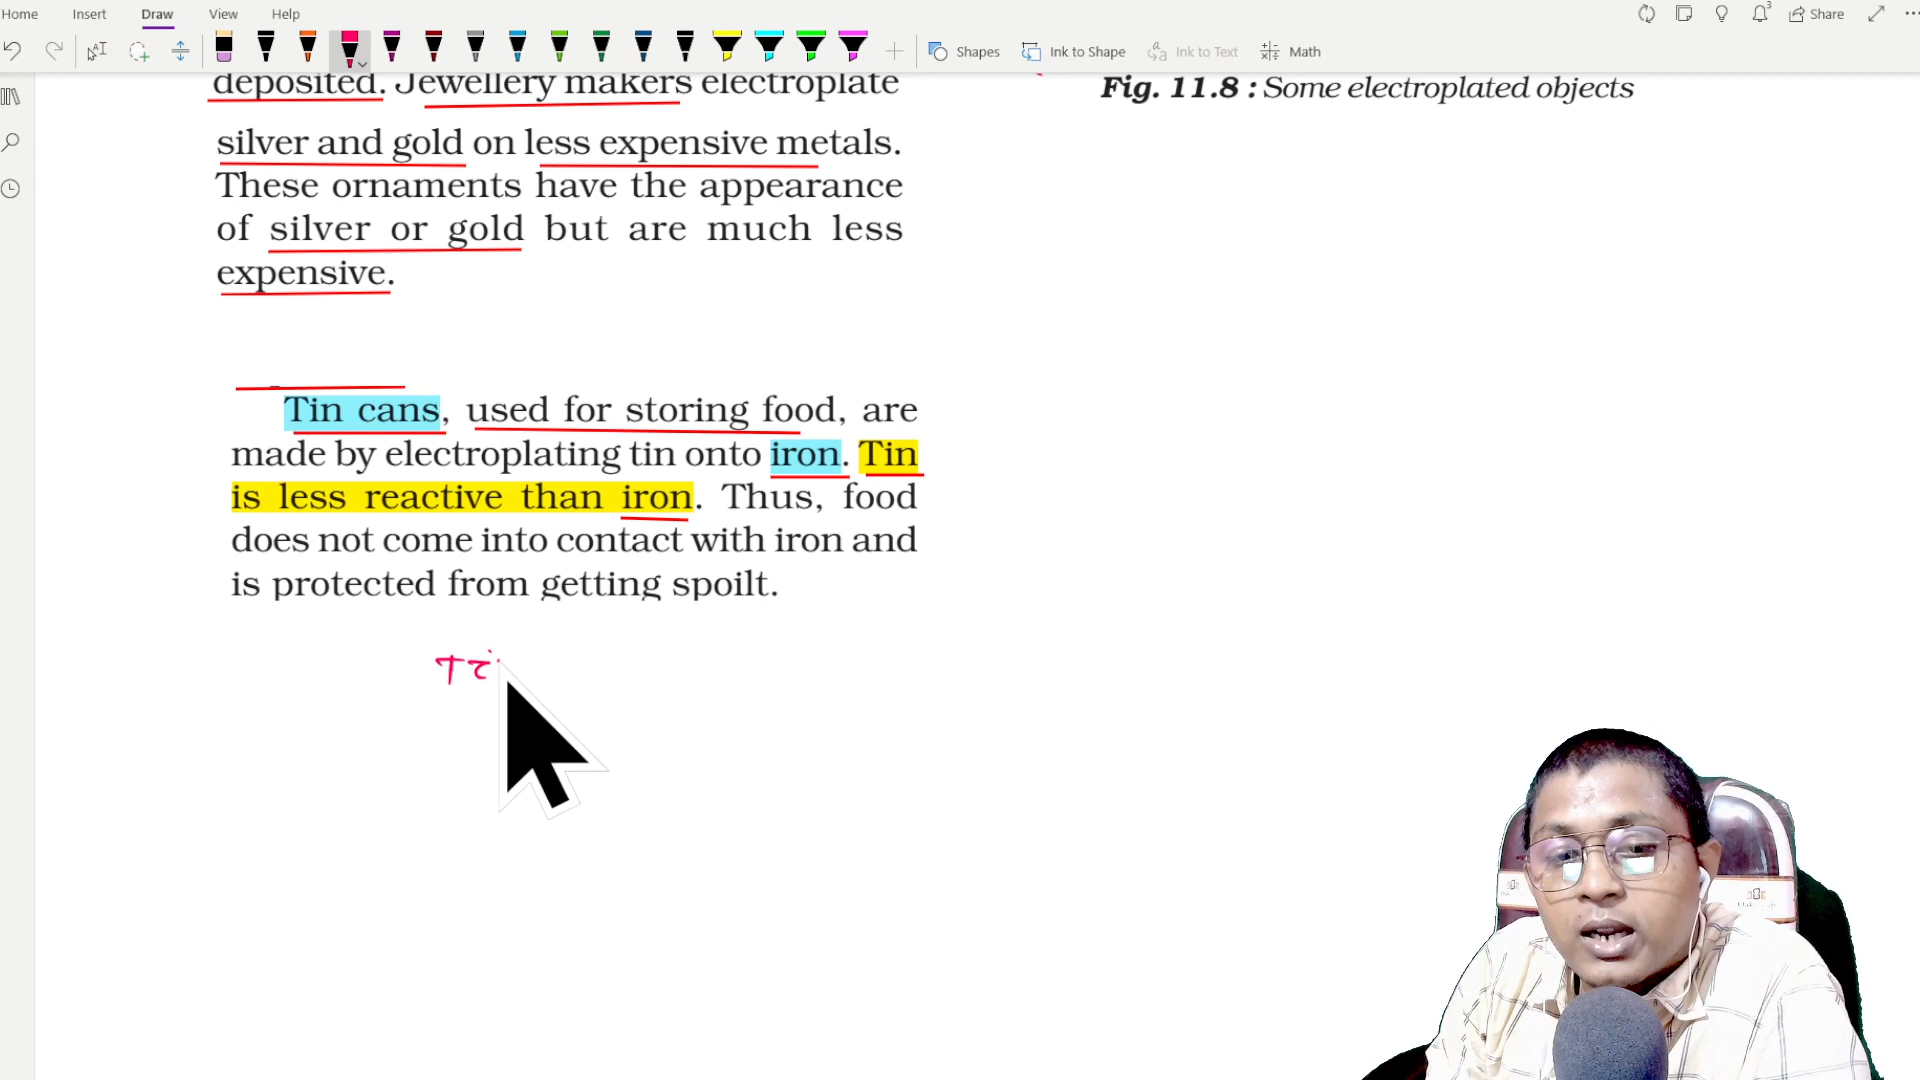 Home Insert Draw View Help
3 Share
Shapes Ink to Shape Ink to Text Math
deposited. Jewellery makers electroplate
silver and gold on less expensive metals.
These ornaments have the appearance
of silver or gold but are much less
expensive.
Fig. 11.8 : Some electroplated objects
Tin cans, used for storing food, are
made by electroplating tin onto iron. Tin
is less reactive than iron. Thus, food
does not come into contact with iron and
is protected from getting spoilt.